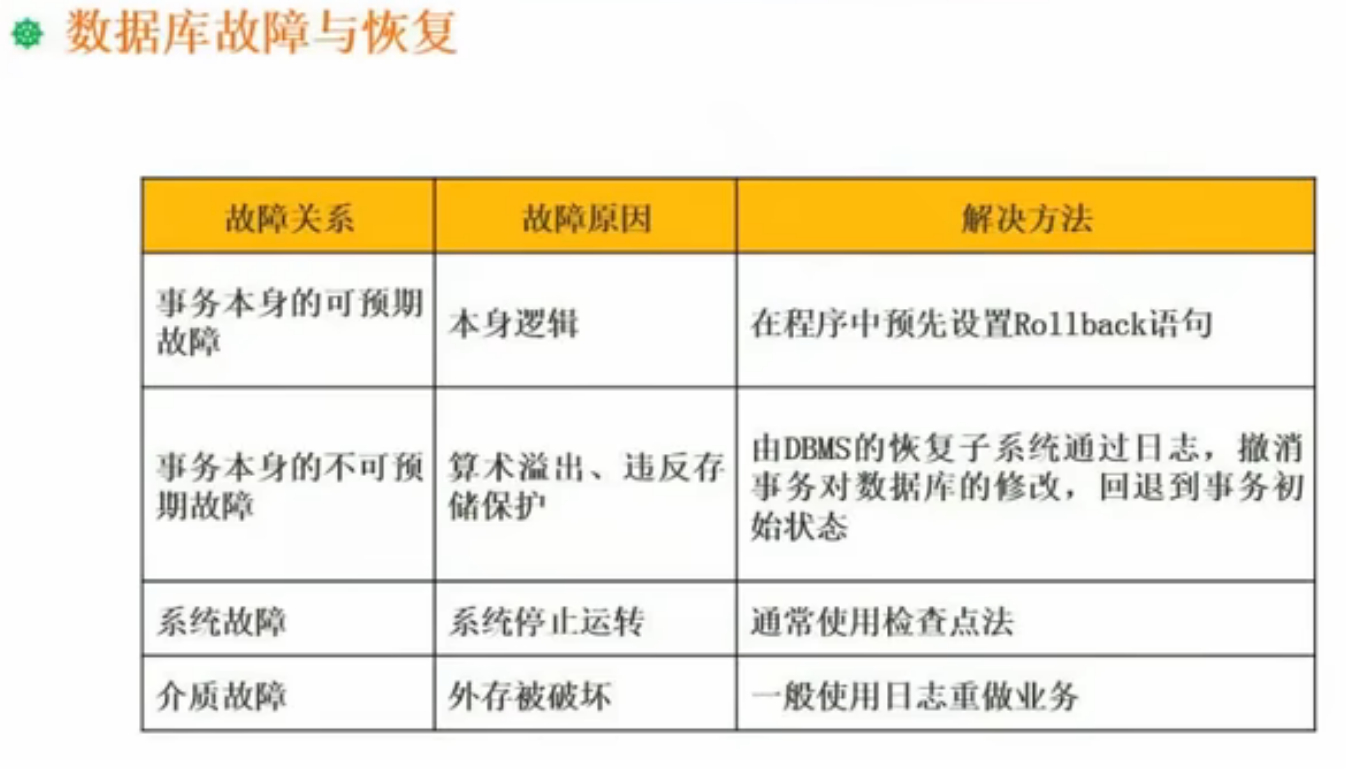 数据库故障与恢复
故障关系
故障原因
解决方法
事务本身的可预期
故障
本身逻辑
在程序中预先设置Rollback语句
事务本身的不可预
期故障
算术溢出、违反存
储保护
由DBMS的恢复子系统通过日志，撤消
事务对数据库的修改，回退到事务初
始状态
系统故障
系统停止运转
通常使用检查点法
介质故障
外存被破坏
一般使用日志重做业务